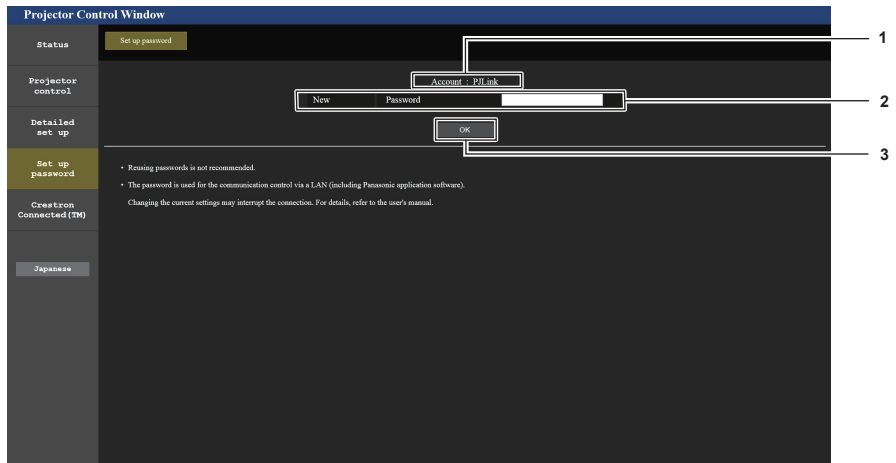 Projector Control Window
Status
Set up password
1
Projector
control
Account : PJLink
New Password
2
Detailed
set up
OK
3
Set up
password
• Reusing passwords is not recommended.
• The password is used for the communication control via a LAN (including Panasonic application software).
Changing the current settings may interrupt the connection. For details, refer to the user's manual.
Crestron
Connected(TM)
Japanese